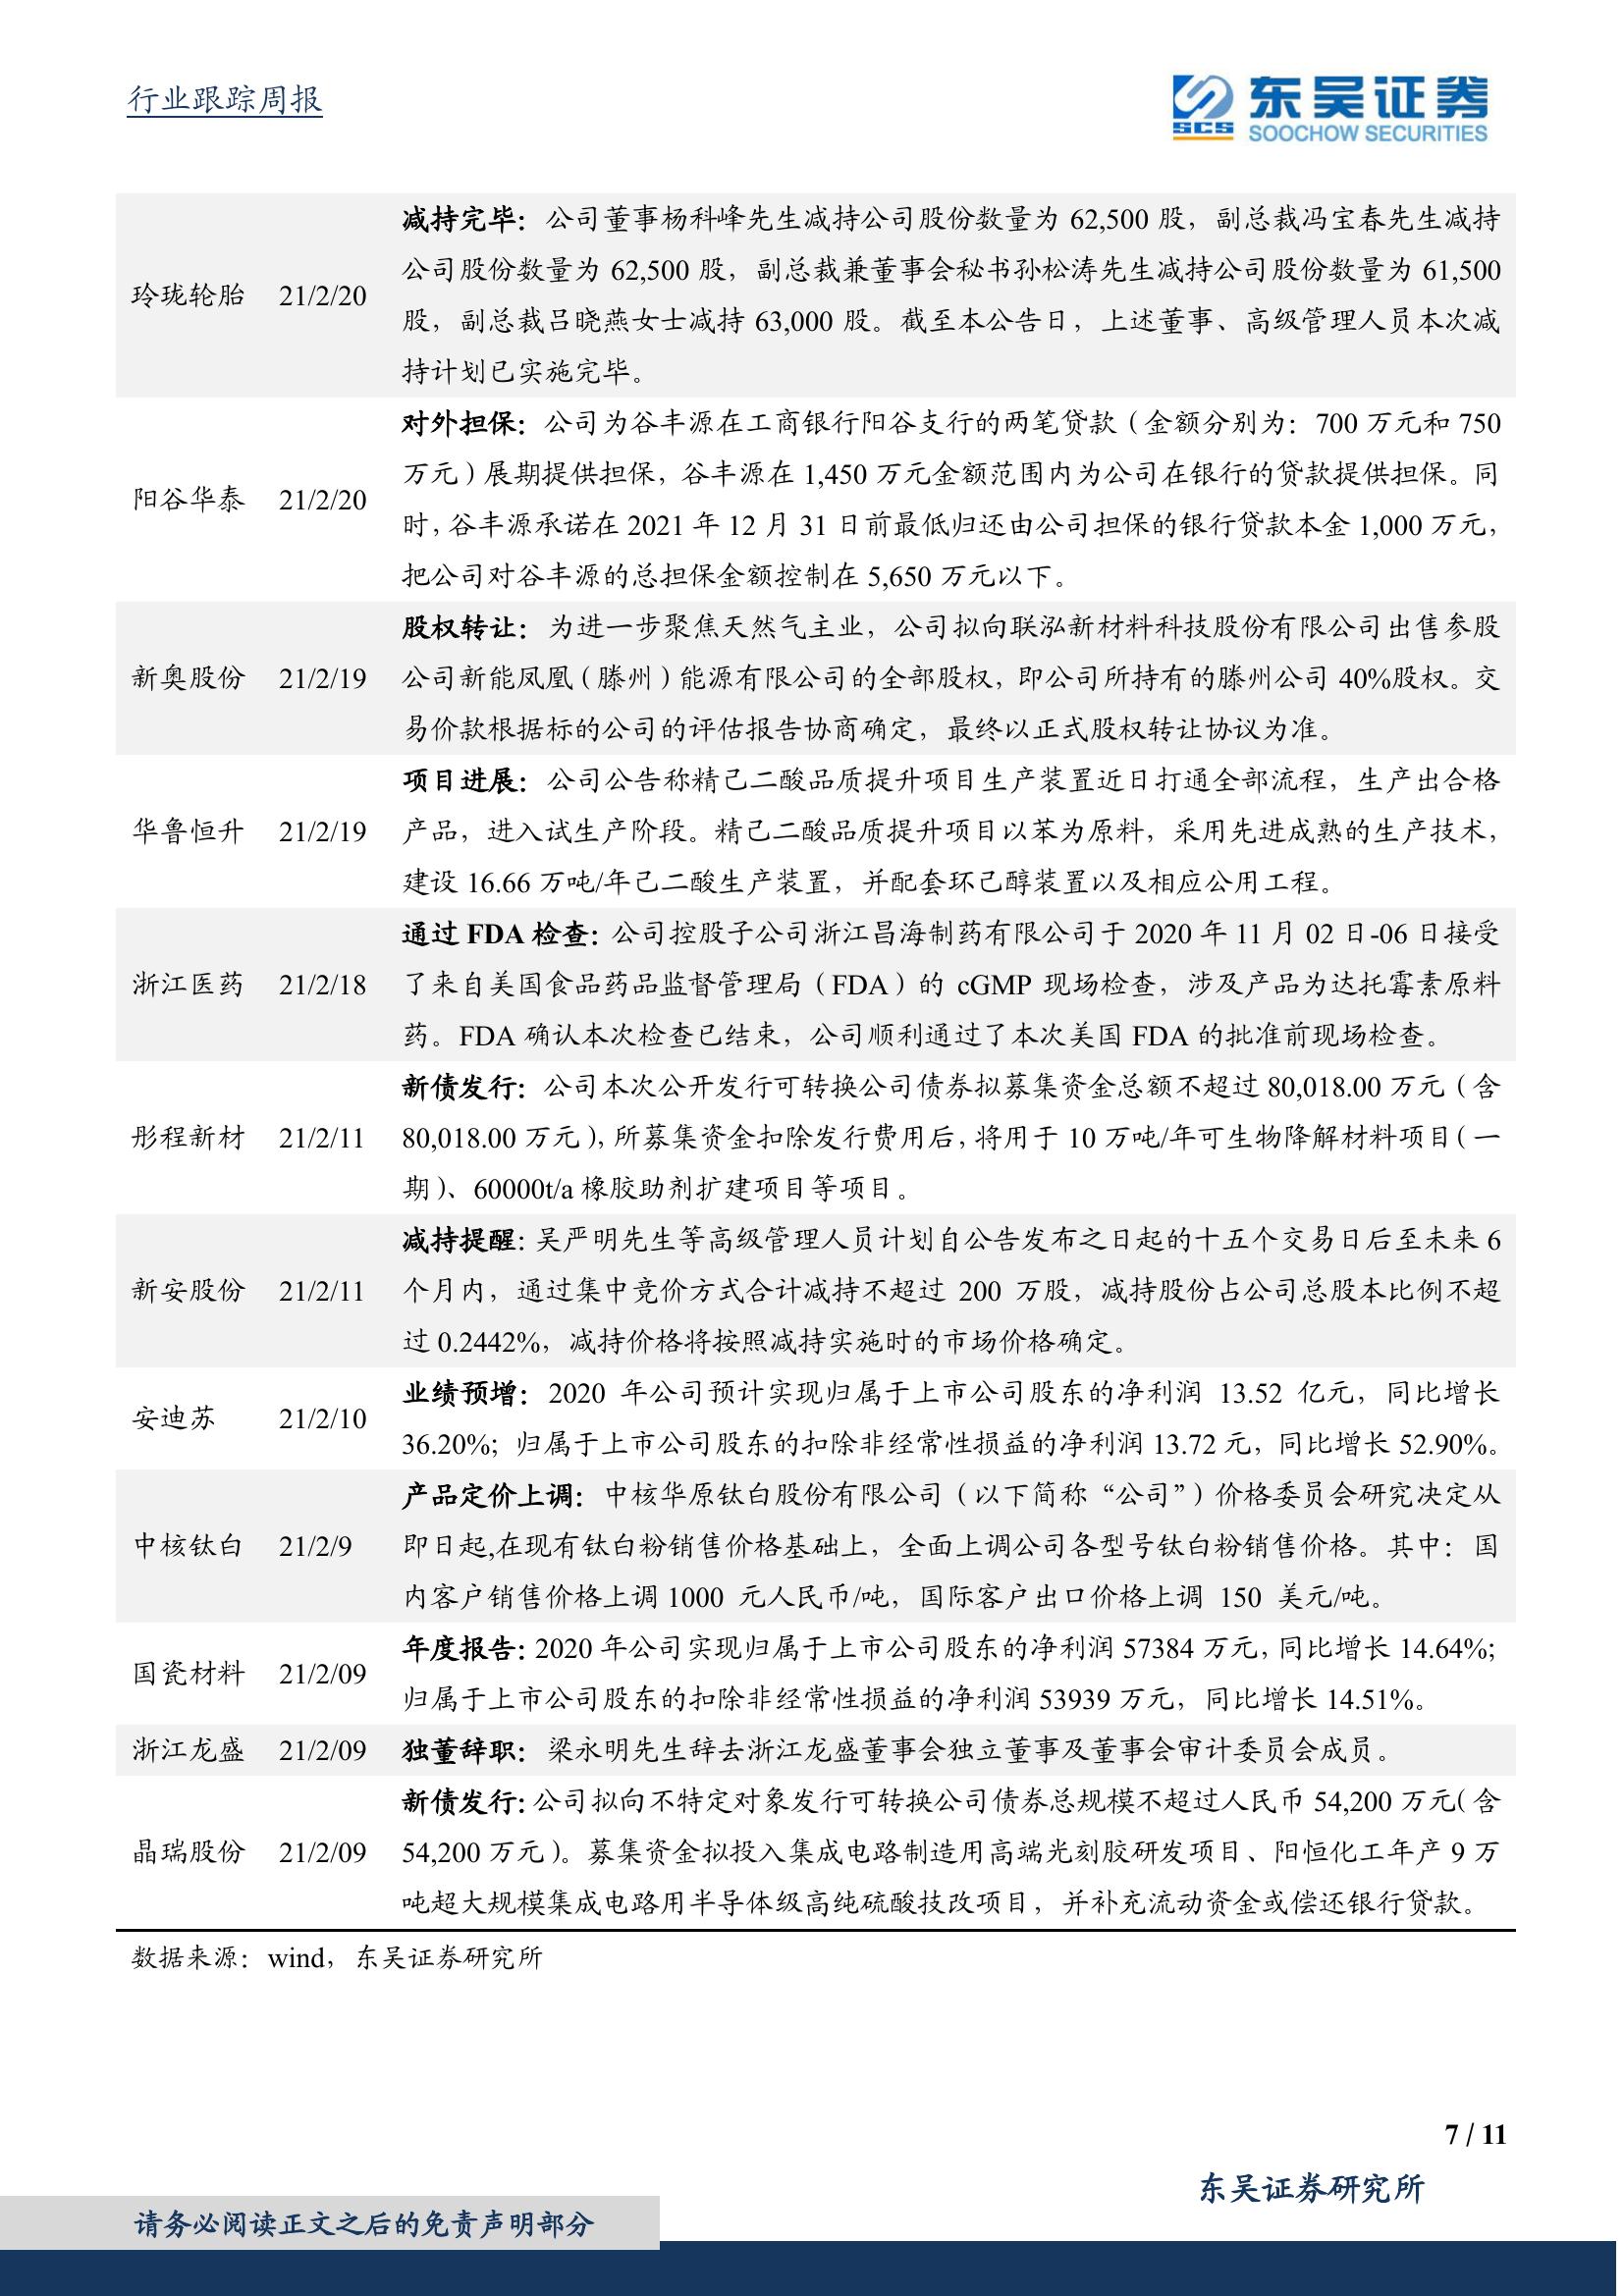 行业跟踪周报
SCS
东吴证券
SOOCHOW SECURITIES
玲珑轮胎 21/2/20
减持完毕：公司董事杨科峰先生减持公司股份数量为 62,500 股，副总裁冯宝春先生减持
公司股份数量为 62,500 股，副总裁兼董事会秘书孙松涛先生减持公司股份数量为 61,500
股，副总裁吕晓燕女士减持 63,000 股。截至本公告日，上述董事、高级管理人员本次减
持计划已实施完毕。
阳谷华泰 21/2/20
对外担保：公司为谷丰源在工商银行阳谷支行的两笔贷款（金额分别为：700 万元和 750
万元）展期提供担保，谷丰源在 1,450 万元金额范围内为公司在银行的贷款提供担保。同
时，谷丰源承诺在 2021 年 12 月 31 日前最低归还由公司担保的银行贷款本金 1,000 万元，
把公司对谷丰源的总担保金额控制在 5,650 万元以下。
新奥股份 21/2/19
股权转让：为进一步聚焦天然气主业，公司拟向联泓新材料科技股份有限公司出售参股
公司新能凤凰（滕州）能源有限公司的全部股权，即公司所持有的滕州公司 40%股权。交
易价款根据标的公司的评估报告协商确定，最终以正式股权转让协议为准。
华鲁恒升 21/2/19
项目进展：公司公告称精己二酸品质提升项目生产装置近日打通全部流程，生产出合格
产品，进入试生产阶段。精己二酸品质提升项目以苯为原料，采用先进成熟的生产技术，
建设 16.66 万吨/年己二酸生产装置，并配套环己醇装置以及相应公用工程。
浙江医药 21/2/18
通过 FDA 检查：公司控股子公司浙江昌海制药有限公司于 2020 年 11 月 02 日-06 日接受
了来自美国食品药品监督管理局（FDA）的 cGMP 现场检查，涉及产品为达托霉素原料
药。FDA 确认本次检查已结束，公司顺利通过了本次美国 FDA 的批准前现场检查。
彤程新材 21/2/11
新债发行：公司本次公开发行可转换公司债券拟募集资金总额不超过 80,018.00 万元（含
80,018.00 万元），所募集资金扣除发行费用后，将用于 10 万吨/年可生物降解材料项目（一
期）、60000t/a 橡胶助剂扩建项目等项目。
新安股份 21/2/11
减持提醒：吴严明先生等高级管理人员计划自公告发布之日起的十五个交易日后至未来 6
个月内，通过集中竞价方式合计减持不超过 200 万股，减持股份占公司总股本比例不超
过 0.2442%，减持价格将按照减持实施时的市场价格确定。
安迪苏 21/2/10
业绩预增：2020 年公司预计实现归属于上市公司股东的净利润 13.52 亿元，同比增长
36.20%；归属于上市公司股东的扣除非经常性损益的净利润 13.72 元，同比增长 52.90%。
中核钛白 21/2/9
产品定价上调：中核华原钛白股份有限公司（以下简称“公司”）价格委员会研究决定从
即日起,在现有钛白粉销售价格基础上，全面上调公司各型号钛白粉销售价格。其中：国
内客户销售价格上调 1000 元人民币/吨，国际客户出口价格上调 150 美元/吨。
国瓷材料 21/2/09
年度报告：2020 年公司实现归属于上市公司股东的净利润 57384 万元，同比增长 14.64%；
归属于上市公司股东的扣除非经常性损益的净利润 53939 万元，同比增长 14.51%。
浙江龙盛 21/2/09 独董辞职：梁永明先生辞去浙江龙盛董事会独立董事及董事会审计委员会成员。
晶瑞股份 21/2/09
新债发行：公司拟向不特定对象发行可转换公司债券总规模不超过人民币 54,200 万元（含
54,200 万元）。募集资金拟投入集成电路制造用高端光刻胶研发项目、阳恒化工年产 9 万
吨超大规模集成电路用半导体级高纯硫酸技改项目，并补充流动资金或偿还银行贷款。
数据来源：wind，东吴证券研究所
7 / 11
东吴证券研究所
请务必阅读正文之后的免责声明部分